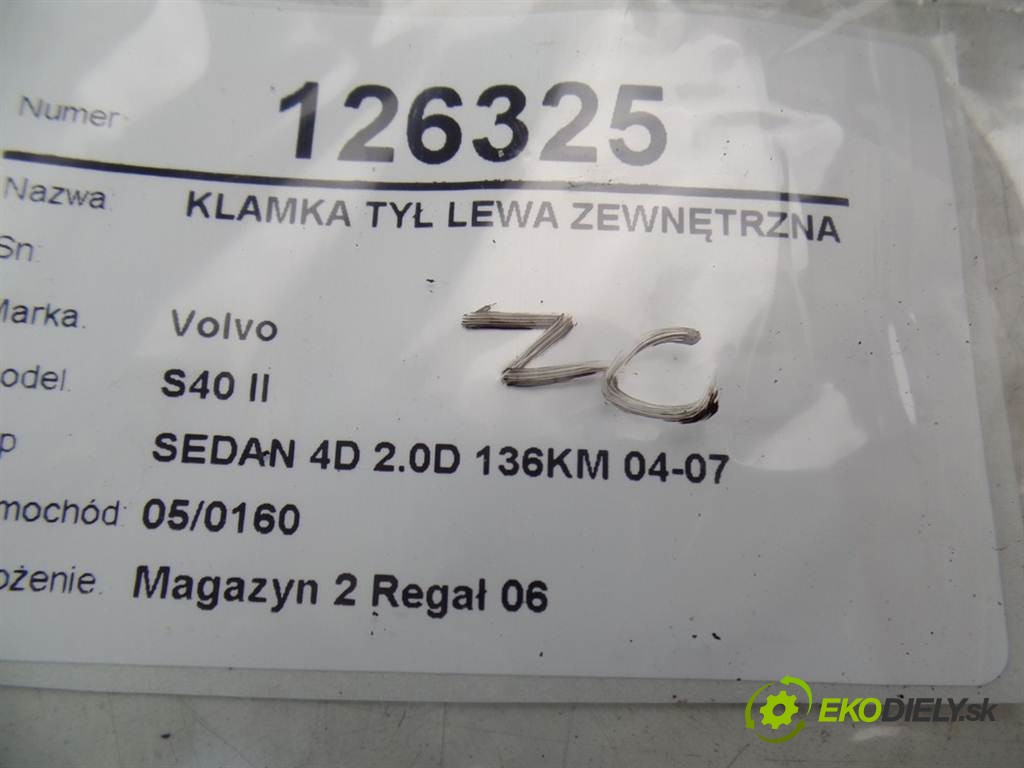 Numer 126325
Nazwa: KLAMKA TYŁ LEWA ZEWNĘTRZNA
Sn:
Marka. Volvo
odel. S40 II
p SEDAN 4D 2.0D 136KM 04-07
mochód: 05/0160
ożenie. Magazyn 2 Regał 06
ZC
EKODIELY.sk